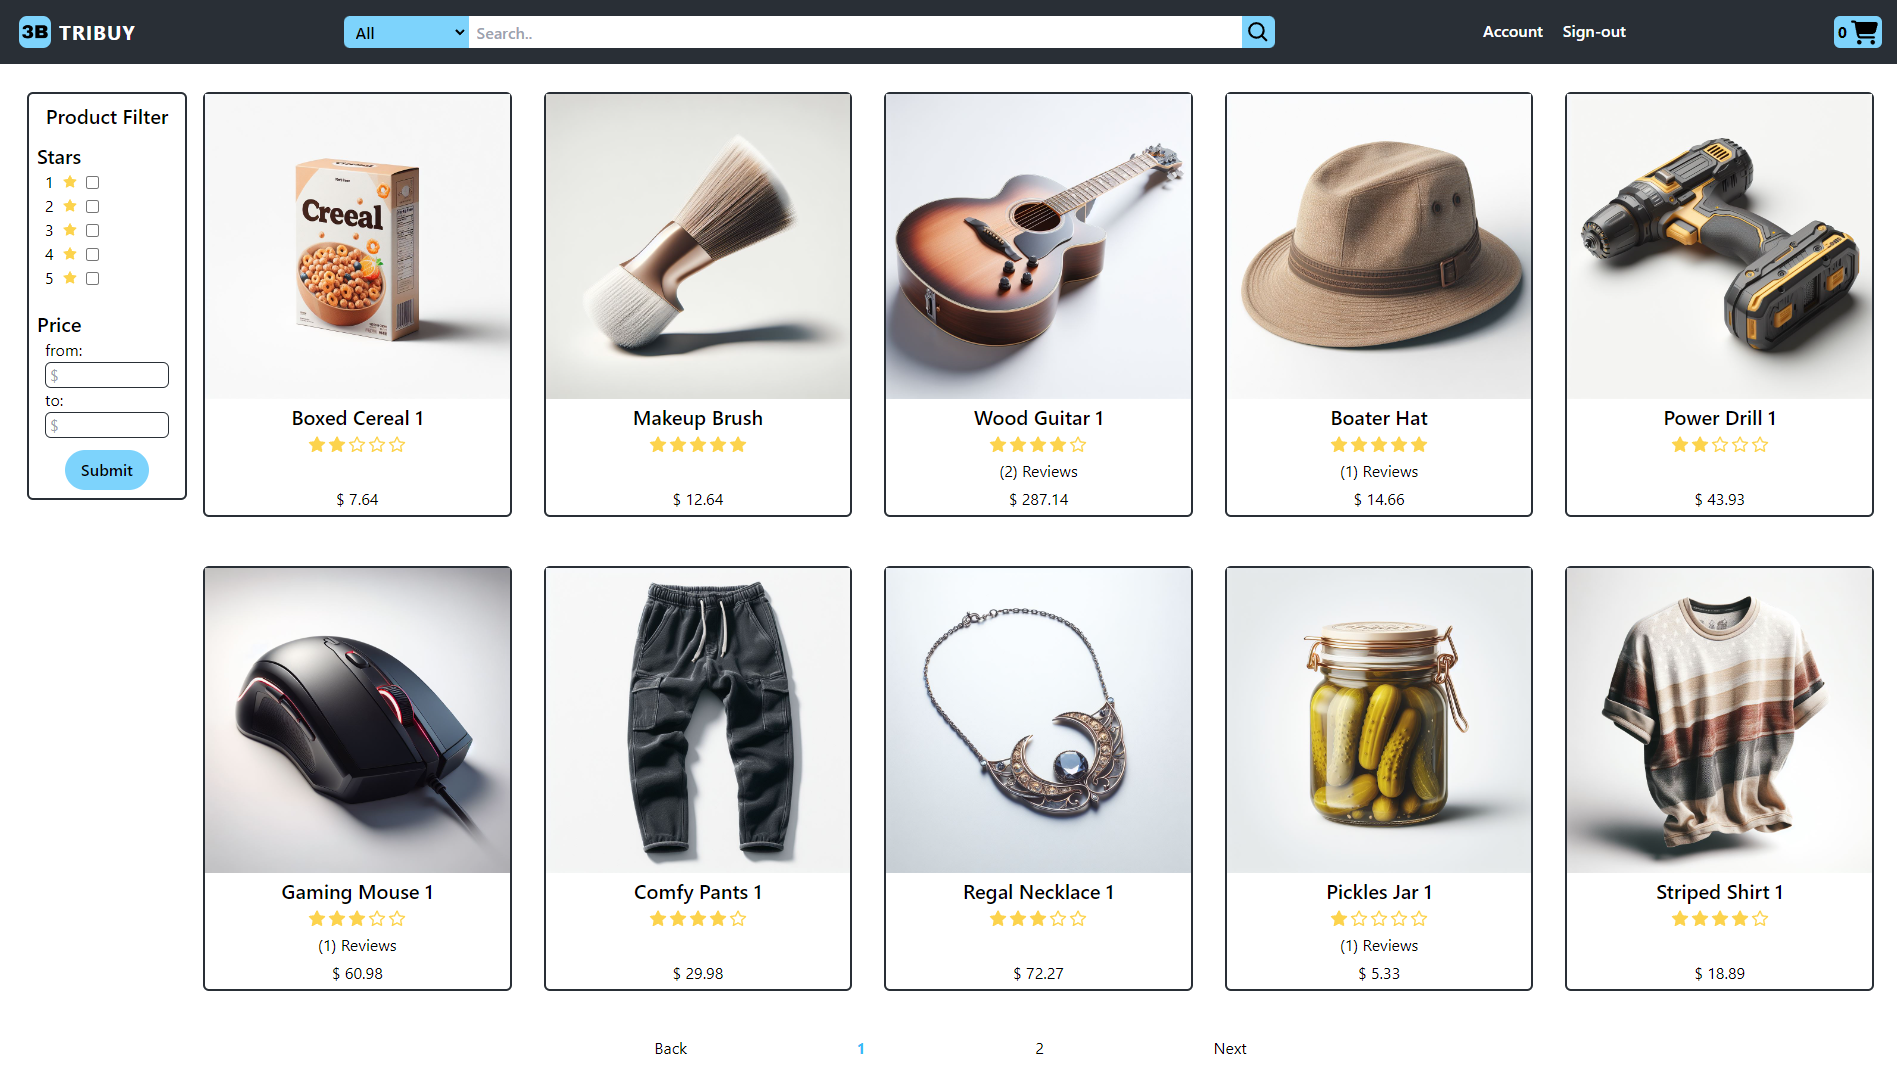 3B TRIBUY
All
Search..
Account
Sign-out
0
Product Filter
Stars
1
2
3
4
5
Price
from:
$
to:
$
Submit
Creeal
Boxed Cereal 1
$ 7.64
Makeup Brush
$ 12.64
Wood Guitar 1
(2) Reviews
$ 287.14
Boater Hat
(1) Reviews
$ 14.66
Power Drill 1
$ 43.93
Gaming Mouse 1
(1) Reviews
$ 60.98
Comfy Pants 1
$ 29.98
Regal Necklace 1
$ 72.27
Pickles Jar 1
(1) Reviews
$ 5.33
Striped Shirt 1
$ 18.89
Back
1
2
Next